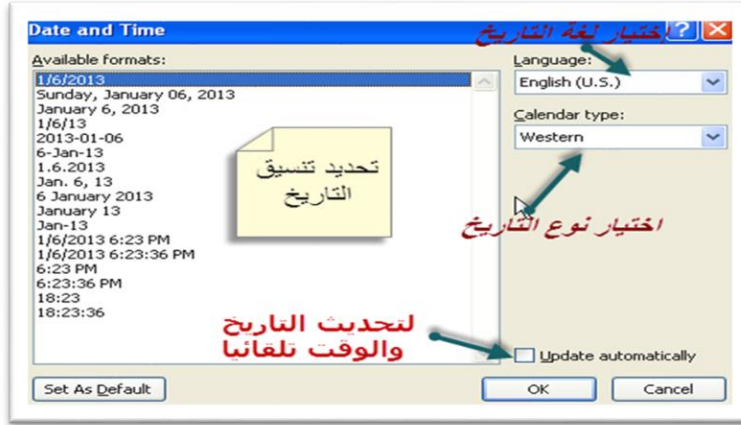 Date and Time
إختيار لغة التاريخ
Available formats:
Language:
1/6/2013
Sunday, January 06, 2013
January 6, 2013
1/6/13
2013-01-06
6-Jan-13
1.6.2013
Jan. 6, 13
6 January 2013
January 13
Jan-13
1/6/2013 6:23 PM
1/6/2013 6:23:36 PM
6:23 PM
6:23:36 PM
18:23
18:23:36
تحديد تنسيق
التاريخ
English (U.S.)
Calendar type:
Western
اختيار نوع التاريخ
لتحديث التاريخ
والوقت تلقائيا
Update automatically
Set As Default
OK
Cancel